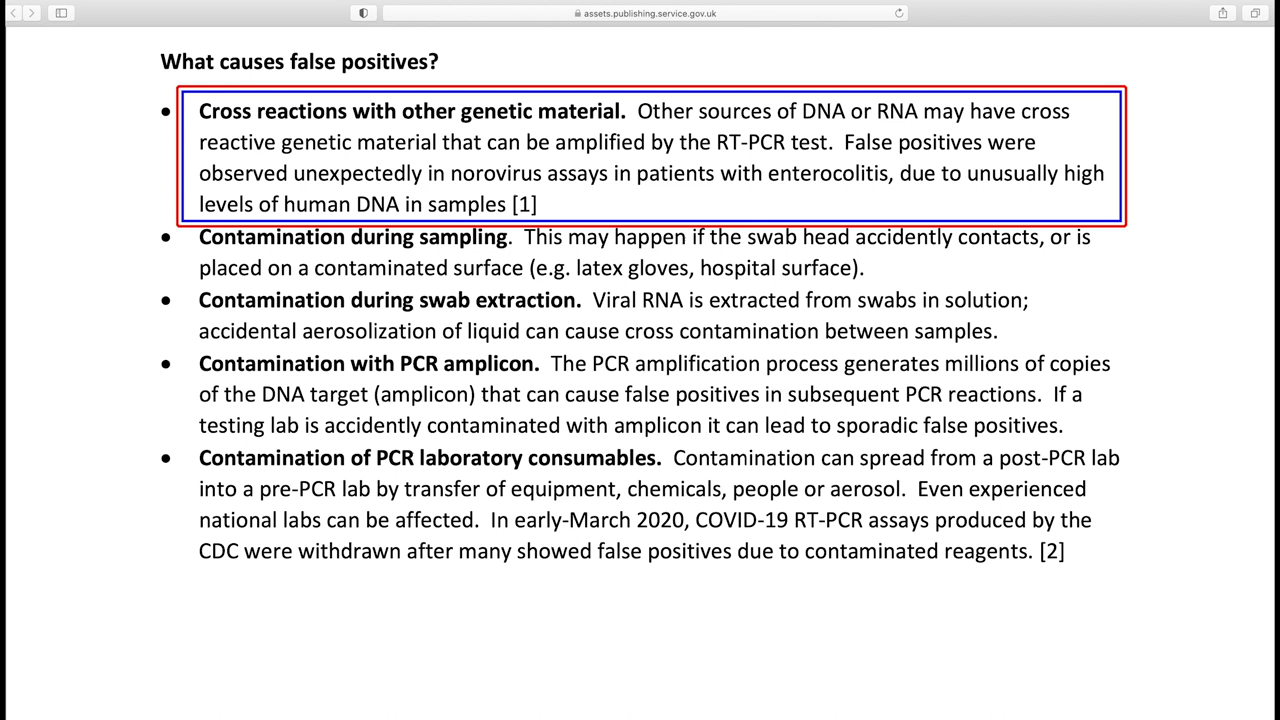 assets.publishing.service.gov.uk
What causes false positives?
• Cross reactions with other genetic material. Other sources of DNA or RNA may have cross
reactive genetic material that can be amplified by the RT-PCR test. False positives were
observed unexpectedly in norovirus assays in patients with enterocolitis, due to unusually high
levels of human DNA in samples [1]
• Contamination during sampling. This may happen if the swab head accidently contacts, or is
placed on a contaminated surface (e.g. latex gloves, hospital surface).
• Contamination during swab extraction. Viral RNA is extracted from swabs in solution;
accidental aerosolization of liquid can cause cross contamination between samples.
• Contamination with PCR amplicon. The PCR amplification process generates millions of copies
of the DNA target (amplicon) that can cause false positives in subsequent PCR reactions. If a
testing lab is accidently contaminated with amplicon it can lead to sporadic false positives.
• Contamination of PCR laboratory consumables. Contamination can spread from a post-PCR lab
into a pre-PCR lab by transfer of equipment, chemicals, people or aerosol. Even experienced
national labs can be affected. In early-March 2020, COVID-19 RT-PCR assays produced by the
CDC were withdrawn after many showed false positives due to contaminated reagents. [2]